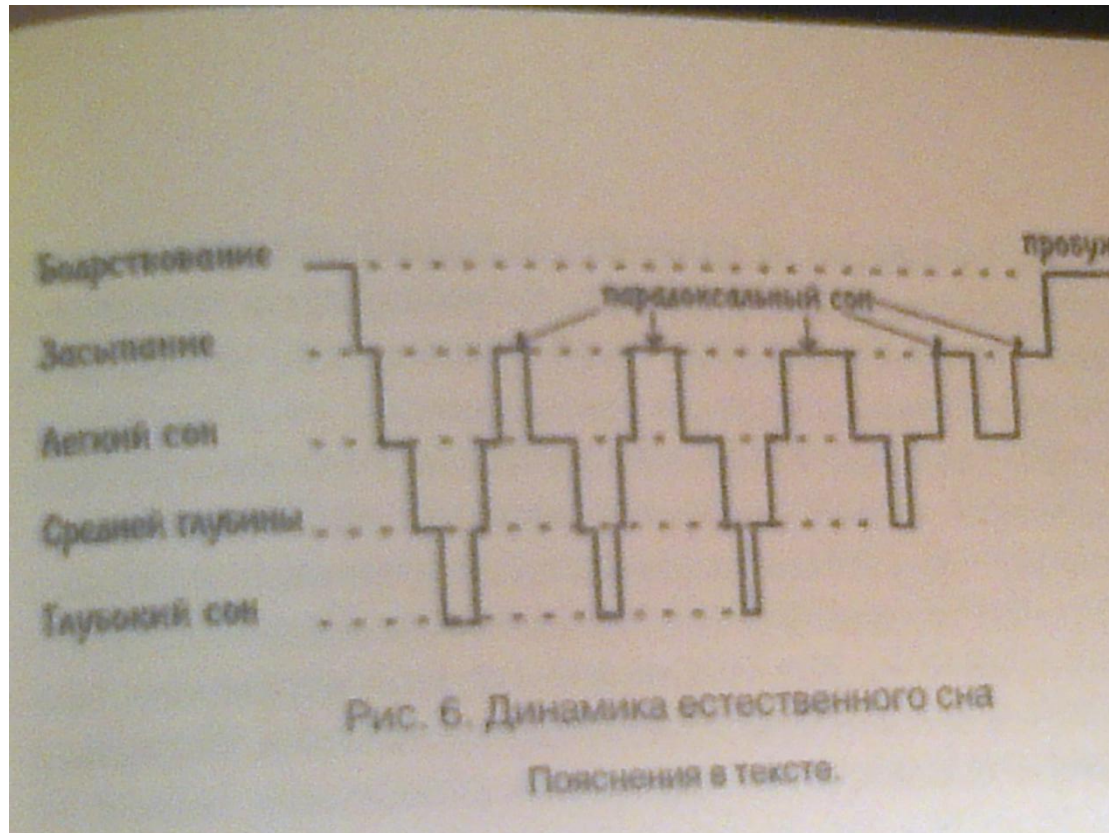 Бодрствование
пробуж
парадоксальный сон
Засыпание
Легкий сон
Средней глубины
Глубокий сон
Рис. 6. Динамика естественного сна
Пояснения в тексте.